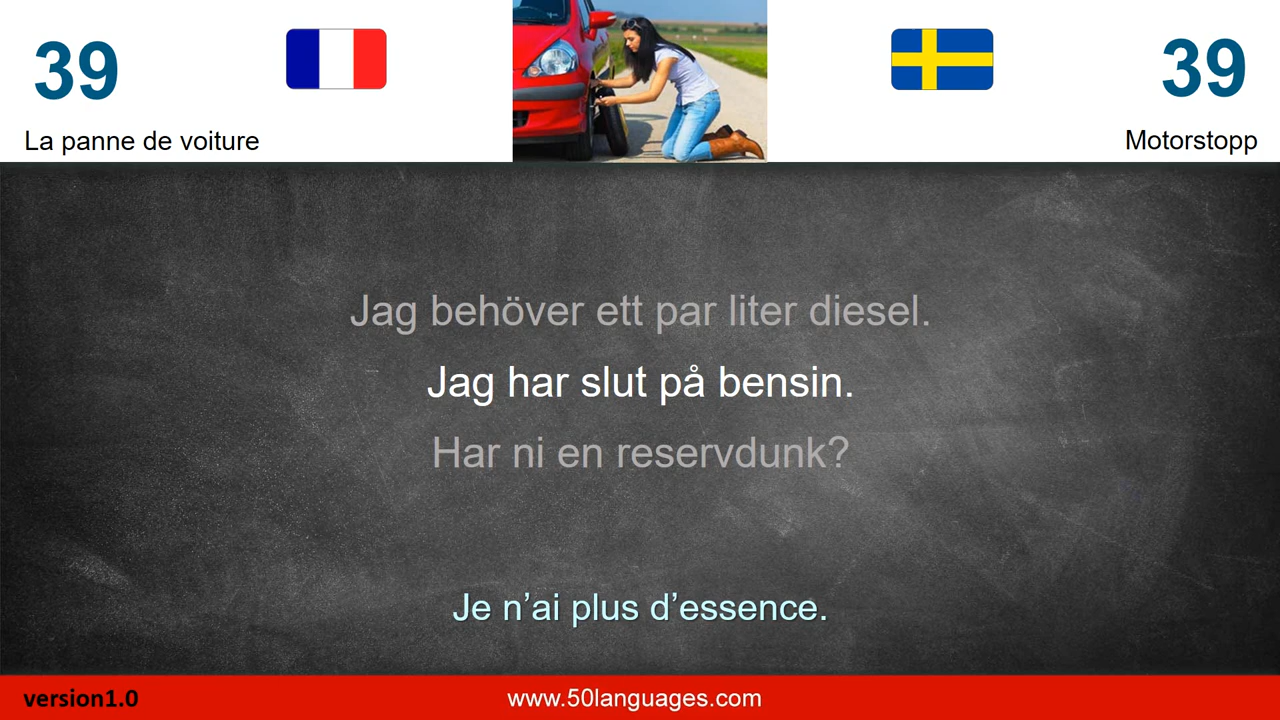 39
39
La panne de voiture
Motorstopp
Jag behöver ett par liter diesel.
Jag har slut på bensin.
Har ni en reservdunk?
Je n’ai plus d’essence.
version1.0
www.50languages.com